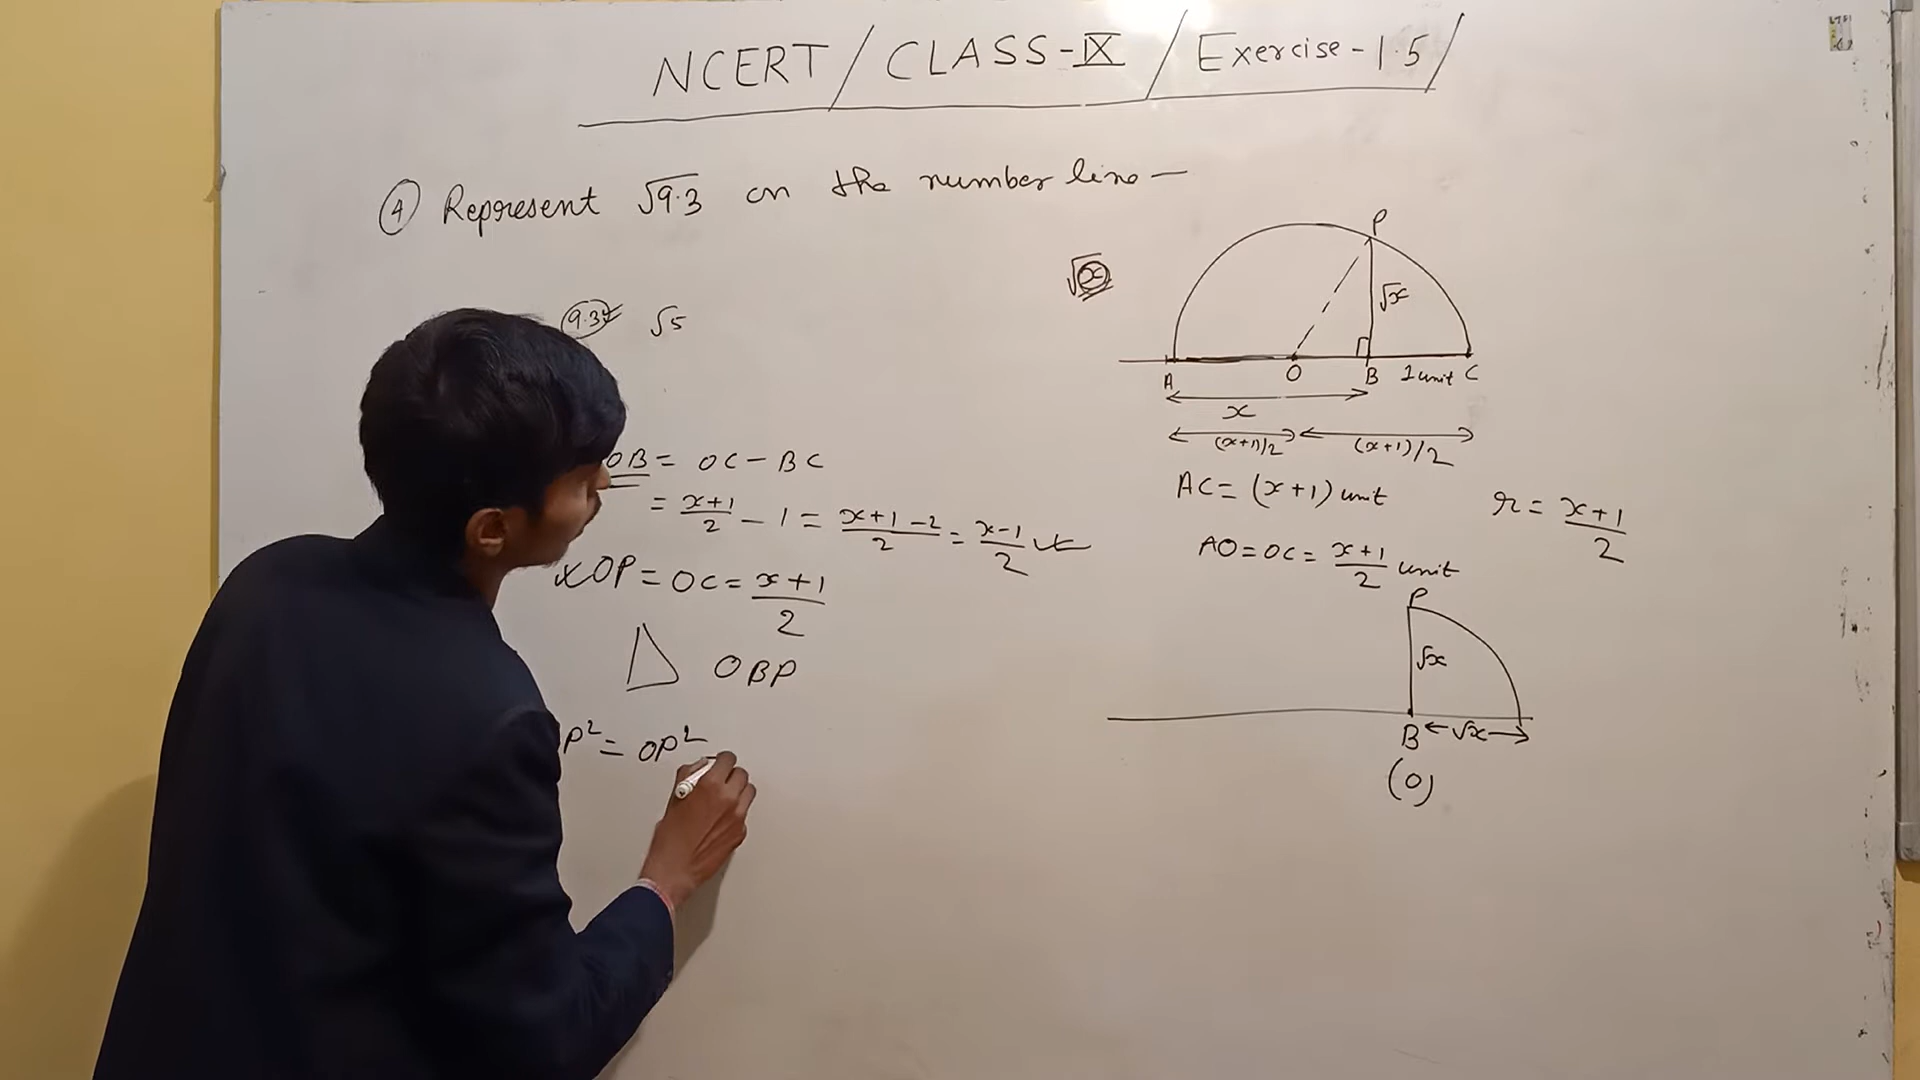 NCERT / CLASS-IX / Exercise-1.5 /
④ Represent √9.3 on the number line —
√x
P
√x
A O B 1 unit C
x
(x+1)/2 (x+1)/2
√5
OB = OC - BC
= x+1/2 - 1 = x+1-2/2 = x-1/2
OP = OC = x+1/2
△ OBP
P² = OP²
AC = (x+1) unit
r = x+1/2
AO = OC = x+1/2 unit
P
√x
B ←√x→
(0)